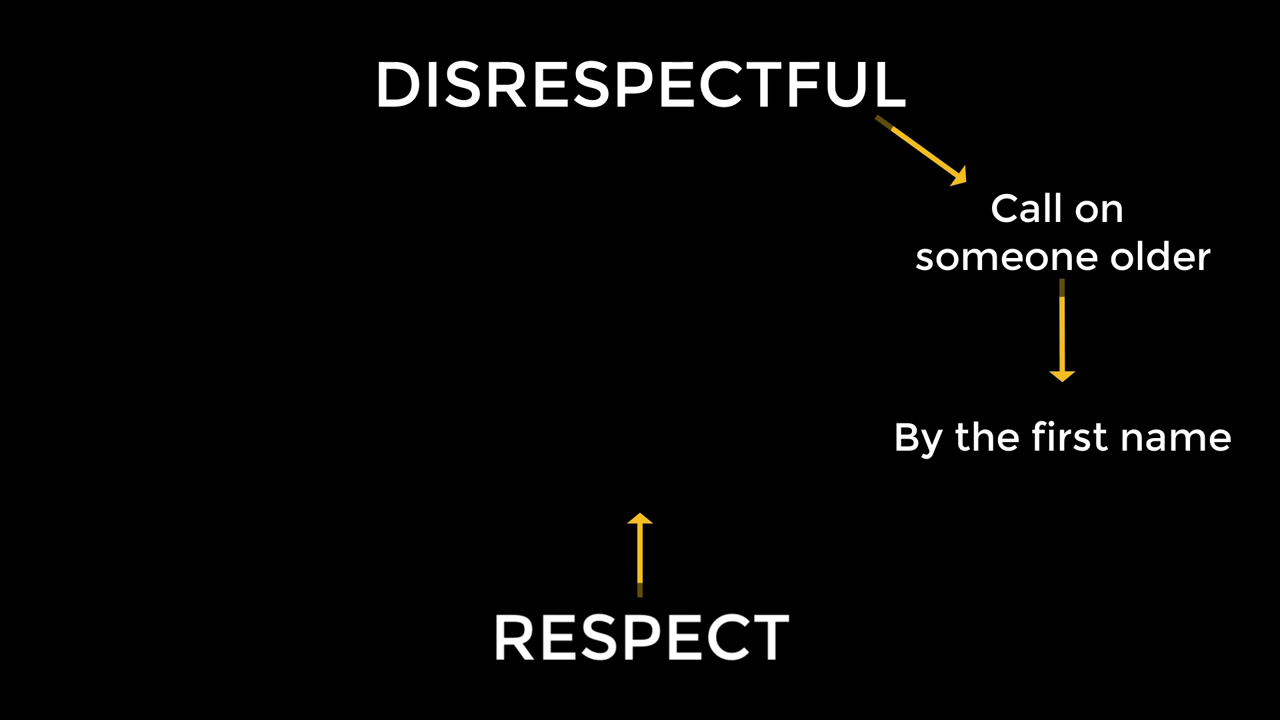 DISRESPECTFUL
Call on
someone older
By the first name
RESPECT